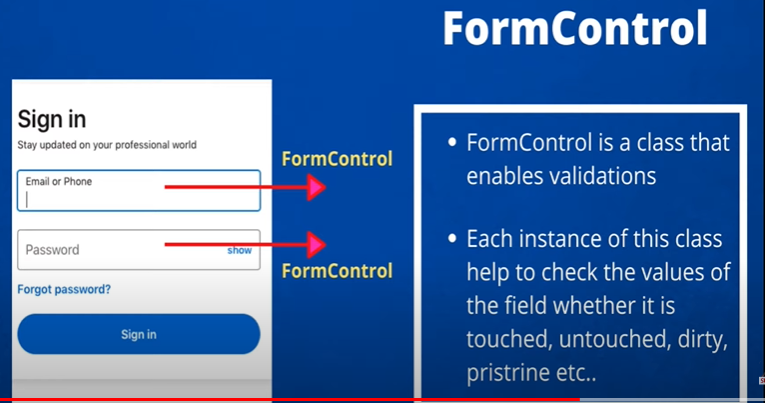 FormControl
Sign in
Stay updated on your professional world
Email or Phone
FormControl
Password
show
FormControl
Forgot password?
Sign in
• FormControl is a class that
enables validations
• Each instance of this class
help to check the values of
the field whether it is
touched, untouched, dirty,
pristrine etc..